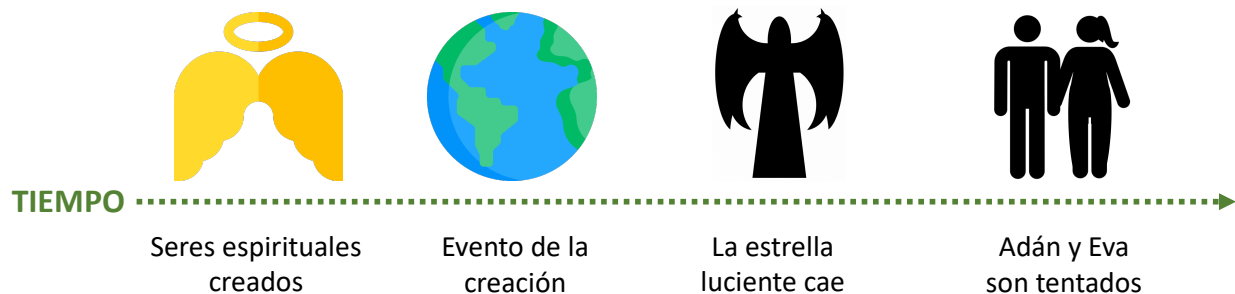 TIEMPO
Seres espirituales
creados
Evento de la
creación
La estrella
luciente cae
Adán y Eva
son tentados